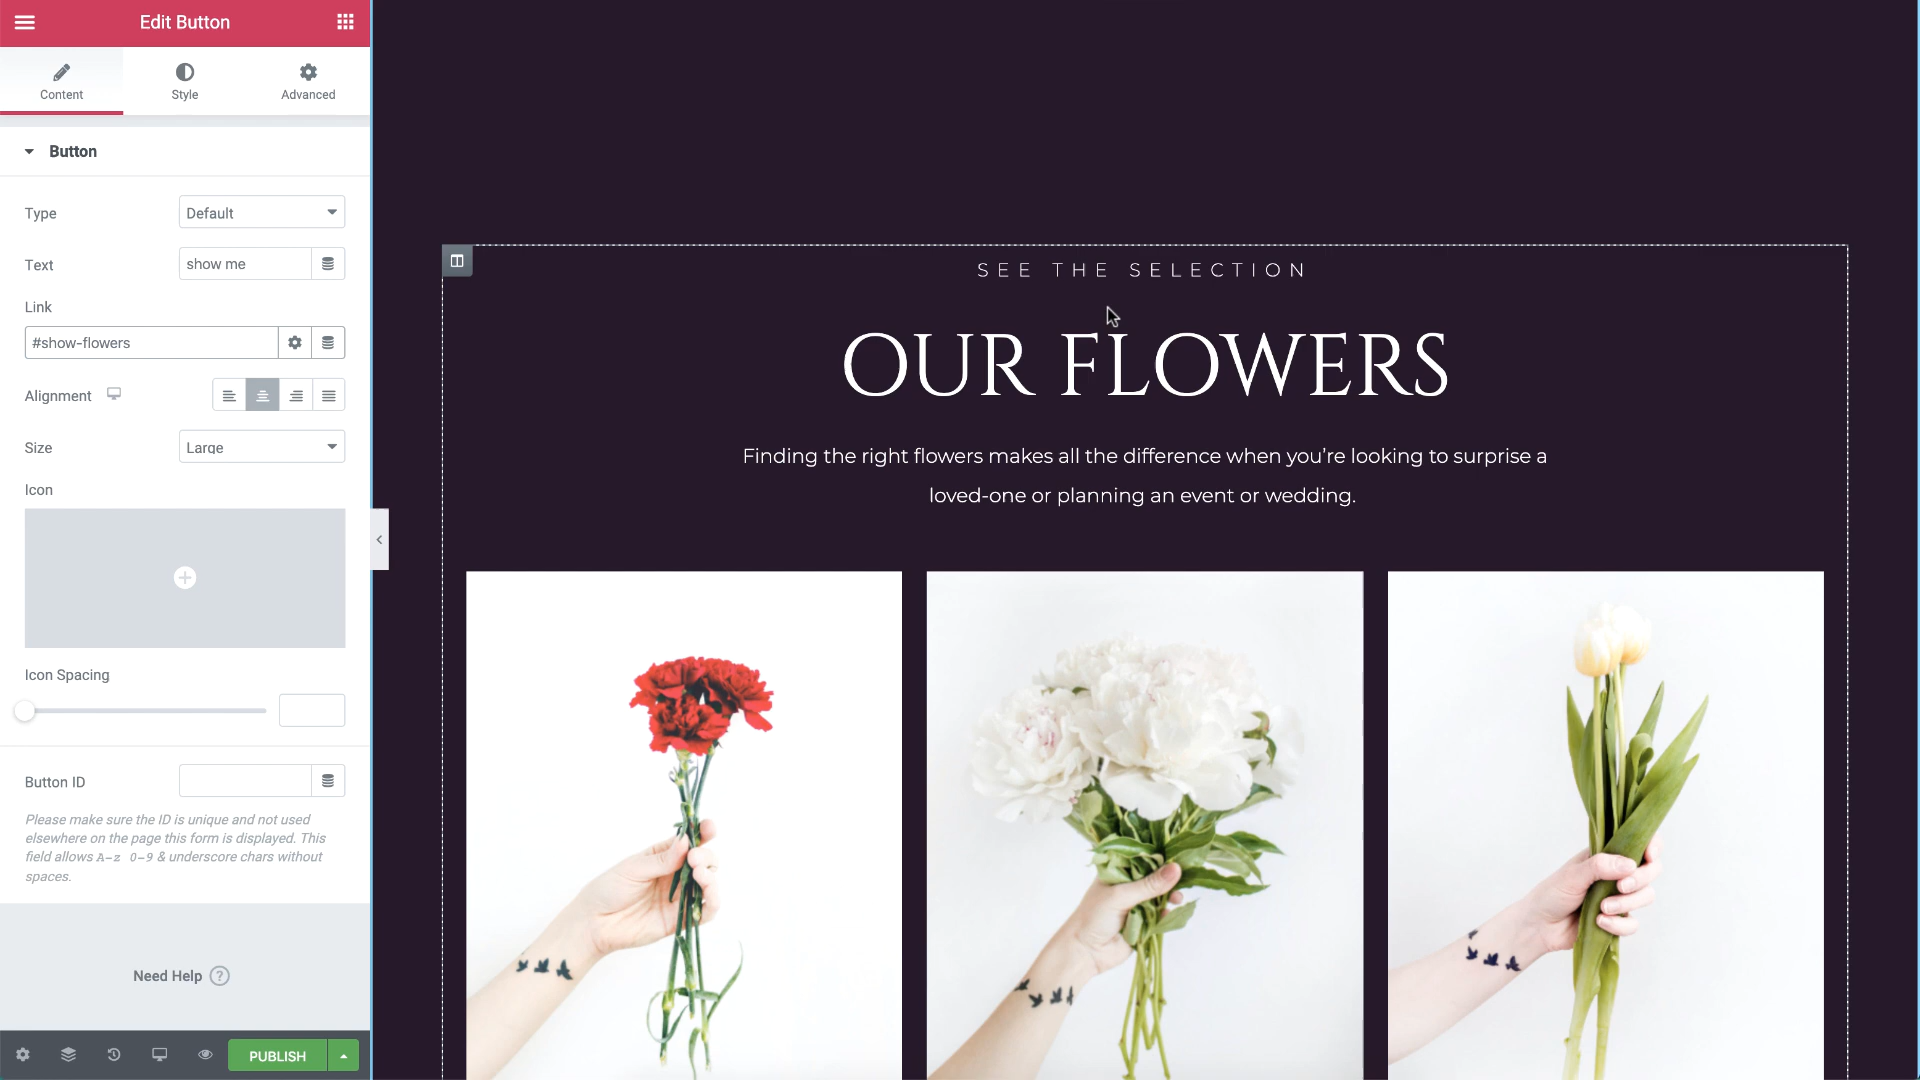 Edit Button
Content
Style
Advanced
Button
Type
Default
Text
show me
Link
#show-flowers
Alignment
Size
Large
Icon
Icon Spacing
Button ID
Please make sure the ID is unique and not used
elsewhere on the page this form is displayed. This
field allows A-z 0-9 & underscore chars without
spaces.
Need Help ?
PUBLISH
SEE THE SELECTION
OUR FLOWERS
Finding the right flowers makes all the difference when you’re looking to surprise a
loved-one or planning an event or wedding.